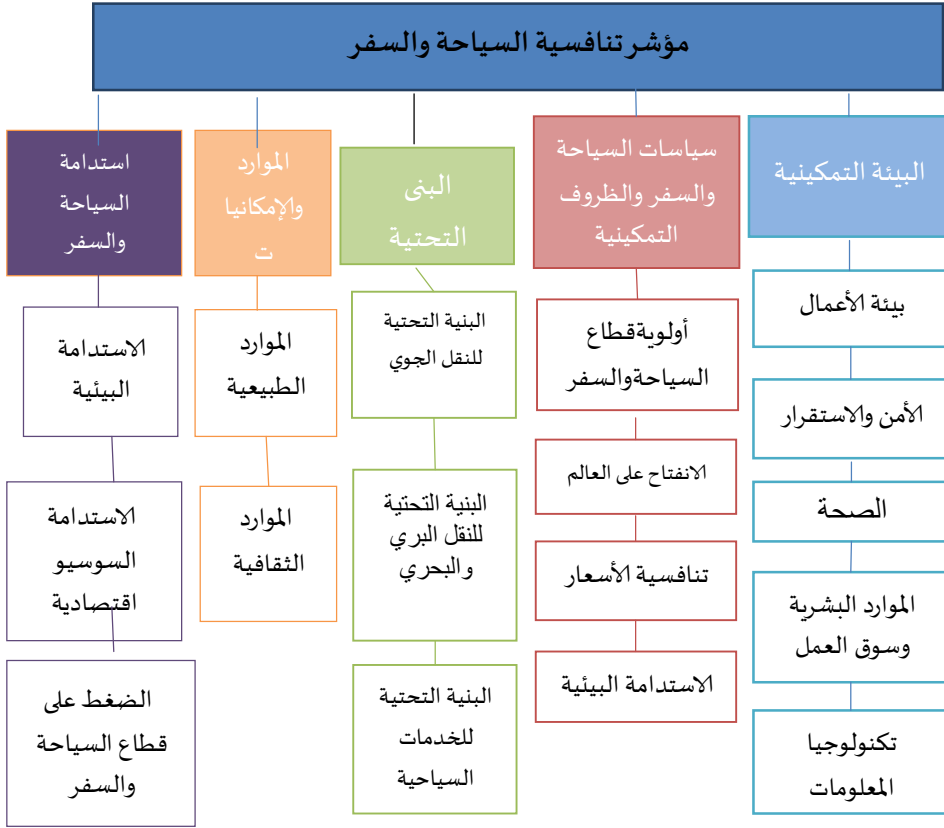 مؤشر تنافسية السياحة والسفر
البيئة التمكينية
بيئة الأعمال
الأمن والاستقرار
الصحة
الموارد البشرية
وسوق العمل
تكنولوجيا
المعلومات
سياسات السياحة
والسفر والظروف
التمكينية
أولويةقطاع
السياحةوالسفر
الانفتاح على العالم
تنافسية الأسعار
الاستدامة البيئية
البنى
التحتية
البنية التحتية
للنقل الجوي
البنية التحتية
للنقل البري
والبحري
البنية التحتية
للخدمات
السياحية
الموارد
والإمكانيا
ت
الموارد
الطبيعية
الموارد
الثقافية
استدامة
السياحة
والسفر
الاستدامة
البيئية
الاستدامة
السوسيو
اقتصادية
الضغط على
قطاع السياحة
والسفر